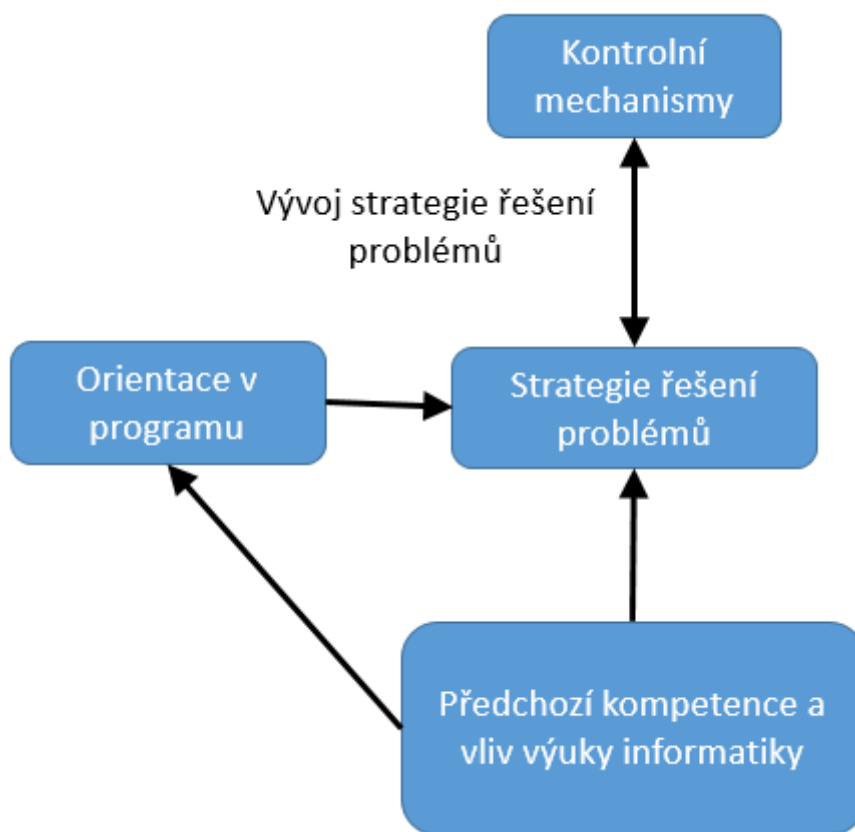 Kontrolní
mechanismy
Vývoj strategie řešení
problémů
Orientace v
programu
Strategie řešení
problémů
Předchozí kompetence a
vliv výuky informatiky